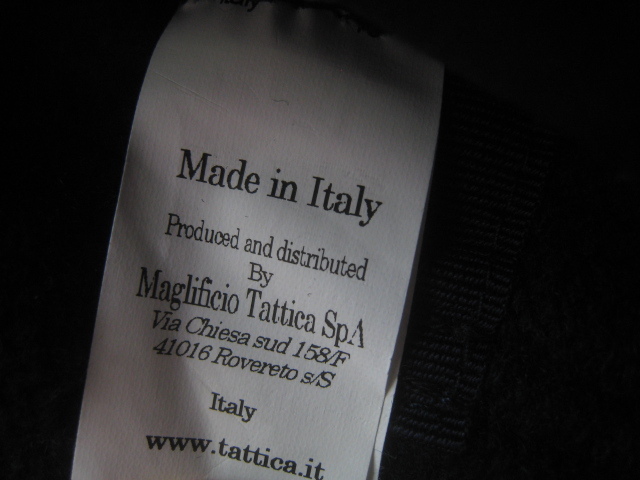 Made in Italy
Produced and distributed
By
Maglificio Tattica SpA
Via Chiesa sud 158/F
41016 Rovereto s/S
Italy
www.tattica.it